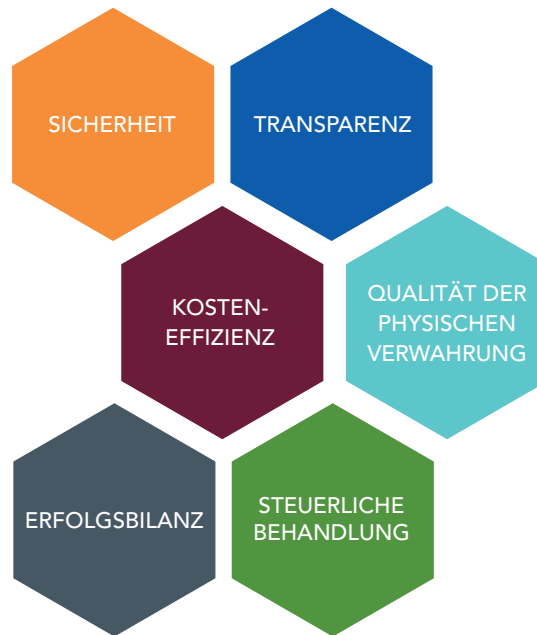 SICHERHEIT
TRANSPARENZ
KOSTEN-
EFFIZIENZ
QUALITÄT DER
PHYSISCHEN
VERWAHRUNG
ERFOLGSBILANZ
STEUERLICHE
BEHANDLUNG